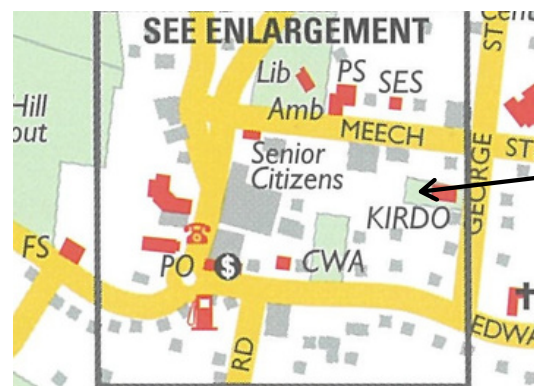 SEE ENLARGEMENT
Lib
PS
SES
Amb
MEECH
ST
ST
GEORGE
Hill
out
Senior
Citizens
KIRDO
FS
PO
$
CWA
RD
EDWA